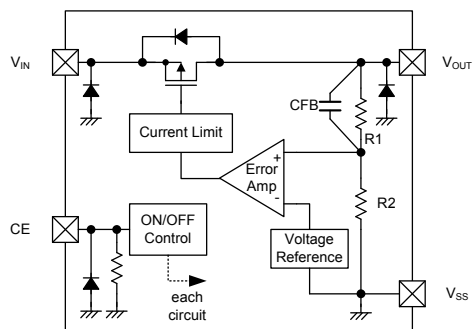 VIN
VOUT
CFB
R1
Current Limit
+
Error
Amp
-
R2
CE
ON/OFF
Control
Voltage
Reference
each
circuit
VSS